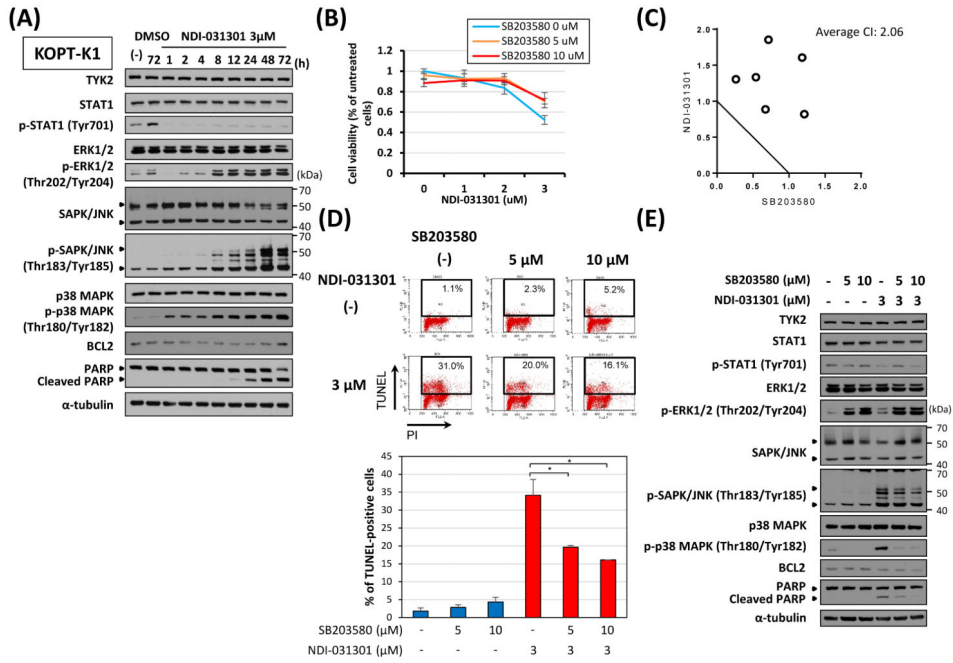 (A)
KOPT-K1
DMSO NDI-031301 3μM
(-) 72 1 2 4 8 12 24 48 72 (h)
TYK2
STAT1
p-STAT1 (Tyr701)
ERK1/2
p-ERK1/2
(Thr202/Tyr204)
(kDa)
70
SAPK/JNK
50
40
70
p-SAPK/JNK
50
(Thr183/Tyr185)
40
p38 MAPK
p-p38 MAPK
(Thr180/Tyr182)
BCL2
PARP
Cleaved PARP
α-tubulin
(B)
SB203580 0 uM
SB203580 5 uM
SB203580 10 uM
Cell viability (% of untreated cells)
1.2
1
0.8
0.6
0.4
0.2
0
0 1 2 3
NDI-031301 (uM)
(C)
Average CI: 2.06
NDI-031301
2.0
1.5
1.0
0.5
0.0
0.0 0.5 1.0 1.5 2.0
SB203580
(D)
SB203580
(-) 5 μM 10 μM
NDI-031301
(-)
1.1% 2.3% 5.2%
3 μM
31.0% 20.0% 16.1%
TUNEL
PI
% of TUNEL-positive cells
45
40
35
30
25
20
15
10
5
0
* *
SB203580 (μM) - 5 10 - 5 10
NDI-031301 (μM) - - - 3 3 3
(E)
SB203580 (μM) - 5 10 - 5 10
NDI-031301 (μM) - - - 3 3 3
TYK2
STAT1
p-STAT1 (Tyr701)
ERK1/2
p-ERK1/2 (Thr202/Tyr204)
(kDa)
70
SAPK/JNK
50
40
70
p-SAPK/JNK (Thr183/Tyr185)
50
40
p38 MAPK
p-p38 MAPK (Thr180/Tyr182)
BCL2
PARP
Cleaved PARP
α-tubulin